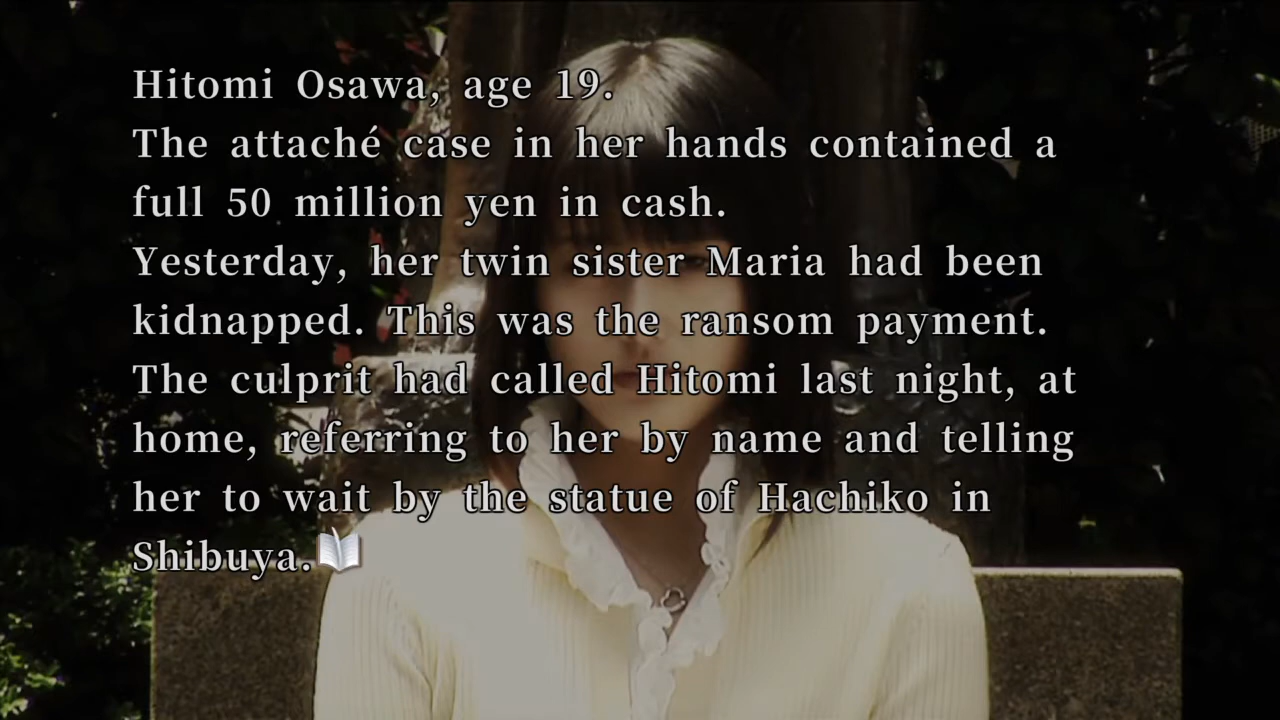 Hitomi Osawa, age 19.
The attaché case in her hands contained a
full 50 million yen in cash.
Yesterday, her twin sister Maria had been
kidnapped. This was the ransom payment.
The culprit had called Hitomi last night, at
home, referring to her by name and telling
her to wait by the statue of Hachiko in
Shibuya.